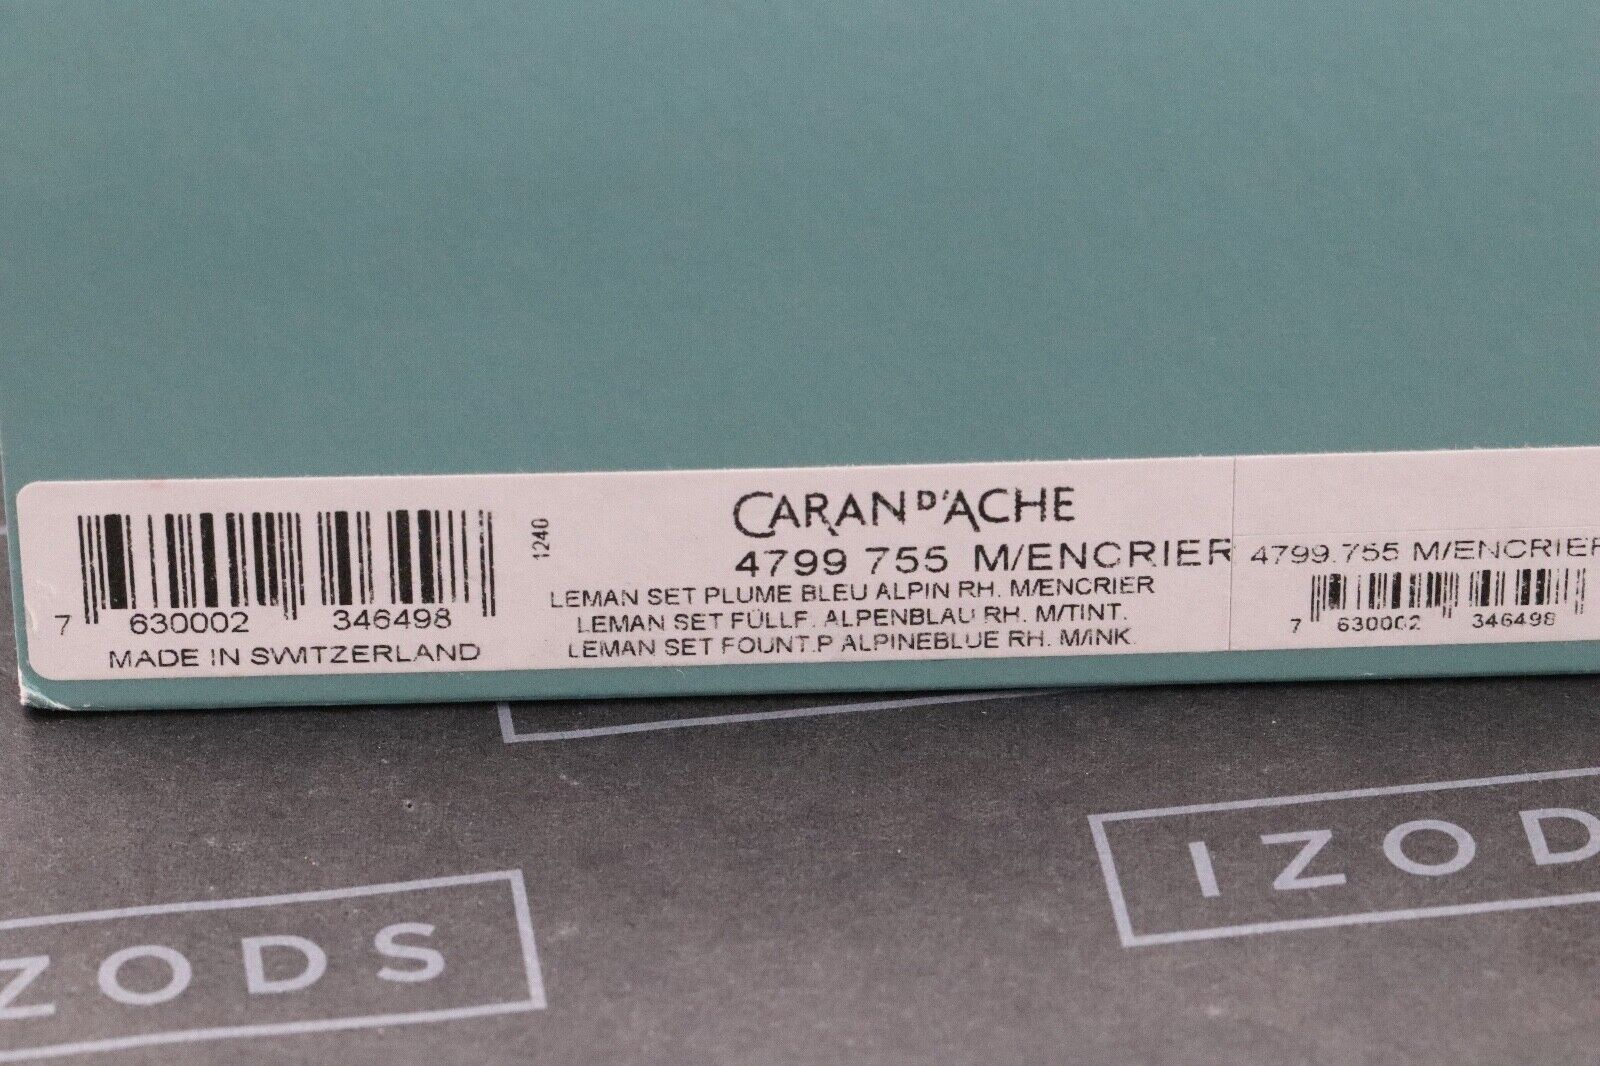 CARAN D'ACHE
4799 755 M/ENCRIER
LEMAN SET PLUME BLEU ALPIN RH. M/ENCRIER
LEMAN SET FÜLLF. ALPENBLAU RH. M/TINT.
LEMAN SET FOUNT.P ALPINEBLUE RH. M/INK
1240
7 630002 346498
MADE IN SWITZERLAND
4799.755 M/ENCRIER
7 630002 346498
IZODS
IZODS